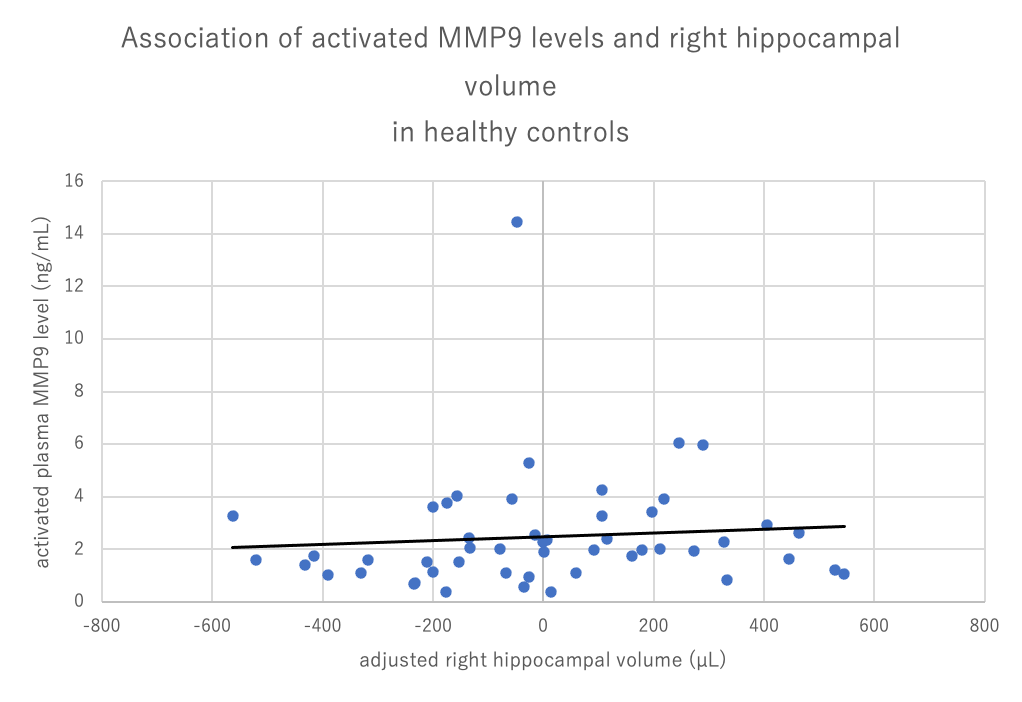 Association of activated MMP9 levels and right hippocampal
volume
in healthy controls
16
14
12
10
8
6
4
2
0
activated plasma MMP9 level (ng/mL)
-800 -600 -400 -200 0 200 400 600 800
adjusted right hippocampal volume (μL)